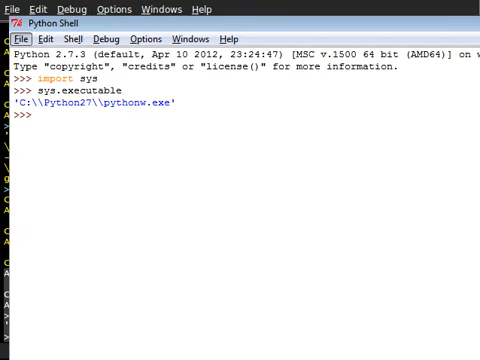 File Edit Debug Options Windows Help
Python Shell
File Edit Shell Debug Options Windows Help
Python 2.7.3 (default, Apr 10 2012, 23:24:47) [MSC v.1500 64 bit (AMD64)] on
Type "copyright", "credits" or "license()" for more information.
>>> import sys
>>> sys.executable
'C:\\Python27\\pythonw.exe'
>>>